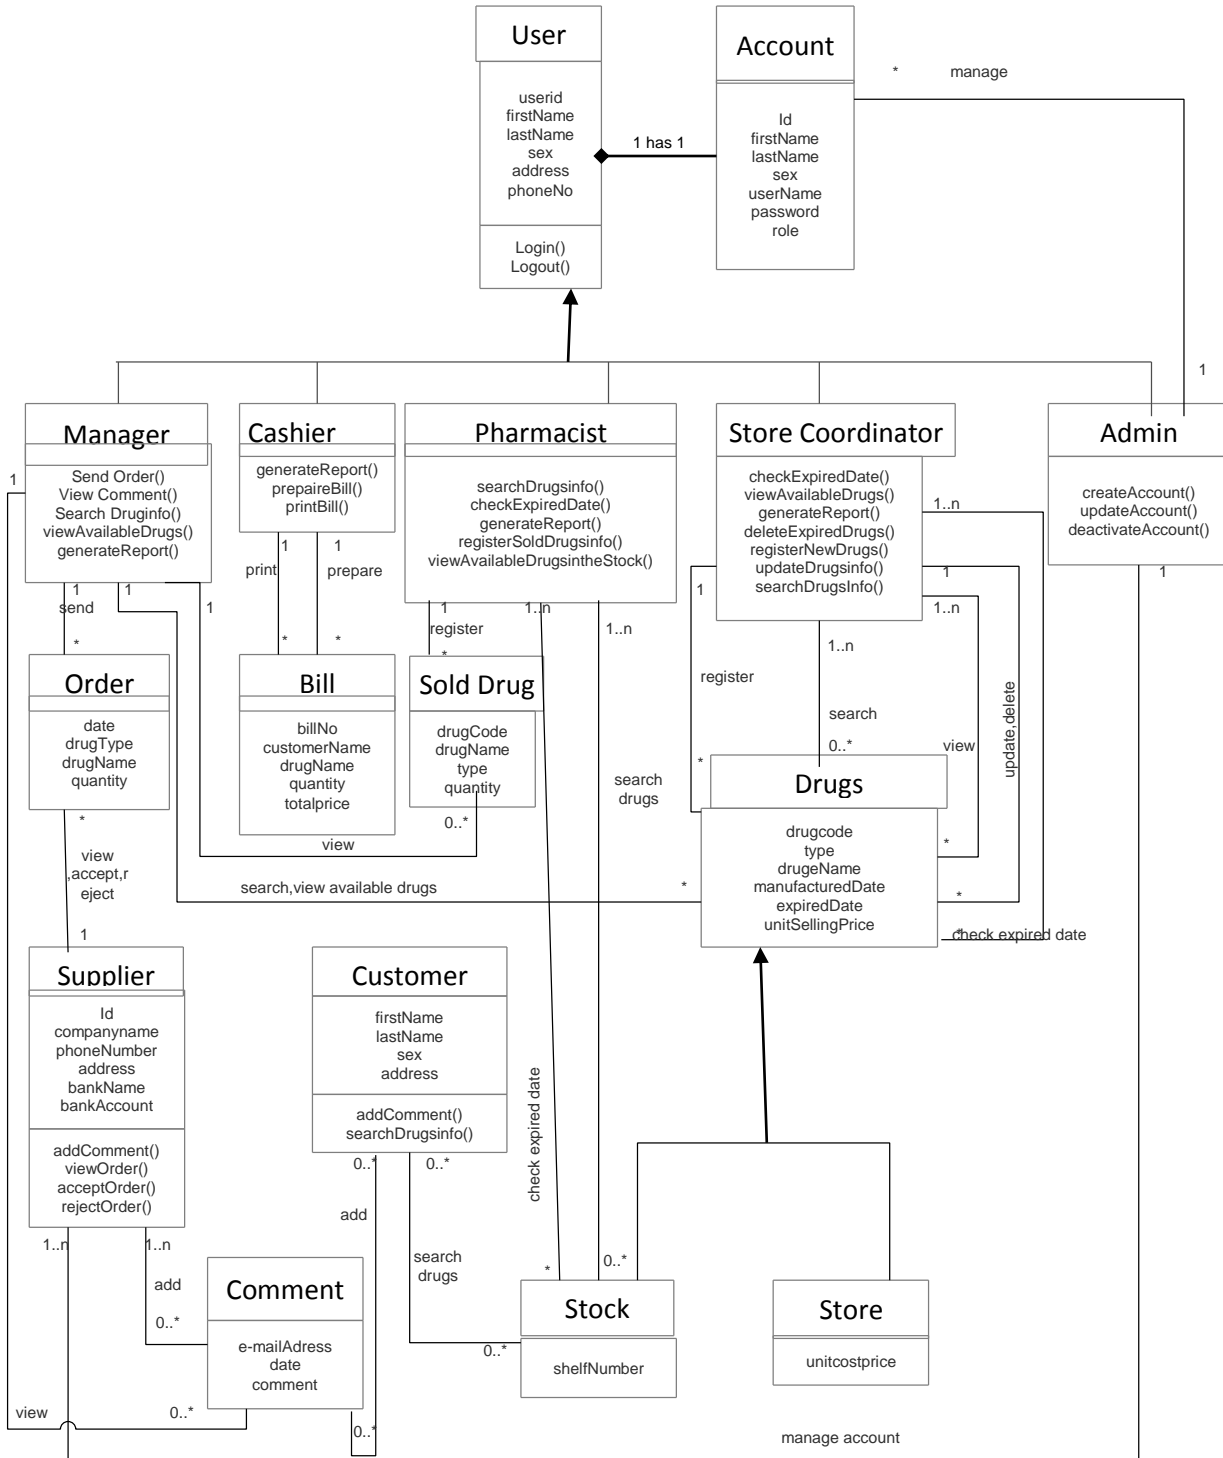 User
userid
firstName
lastName
sex
address
phoneNo
Login()
Logout()
1 has 1
Account
Id
firstName
lastName
sex
userName
password
role
* manage
1
Manager
Send Order()
View Comment()
Search Druginfo()
viewAvailableDrugs()
generateReport()
Cashier
generateReport()
prepaireBill()
printBill()
Pharmacist
searchDrugsinfo()
checkExpiredDate()
generateReport()
registerSoldDrugsinfo()
viewAvailableDrugsintheStock()
Store Coordinator
checkExpiredDate()
viewAvailableDrugs()
generateReport()
deleteExpiredDrugs()
registerNewDrugs()
updateDrugsinfo()
searchDrugsInfo()
Admin
createAccount()
updateAccount()
deactivateAccount()
1
1
send
1
1
*
1
print
1
prepare
*
*
1
register
*
1..n
1..n
search
drugs
1
register
*
1..n
search
0..*
1..n
1
1..n
view
*
update,delete
*
*
check expired date
1
Order
date
drugType
drugName
quantity
Bill
billNo
customerName
drugName
quantity
totalprice
Sold Drug
drugCode
drugName
type
quantity
0..*
view
Drugs
drugcode
type
drugeName
manufacturedDate
expiredDate
unitSellingPrice
*
view
,accept,r
eject
1
search,view available drugs
*
Supplier
Id
companyname
phoneNumber
address
bankName
bankAccount
addComment()
viewOrder()
acceptOrder()
rejectOrder()
Customer
firstName
lastName
sex
address
addComment()
searchDrugsinfo()
check expired date
0..*
0..*
add
search
drugs
1..n
1..n
add
0..*
*
0..*
Comment
e-mailAdress
date
comment
Stock
shelfNumber
0..*
Store
unitcostprice
view
0..*
0..*
manage account